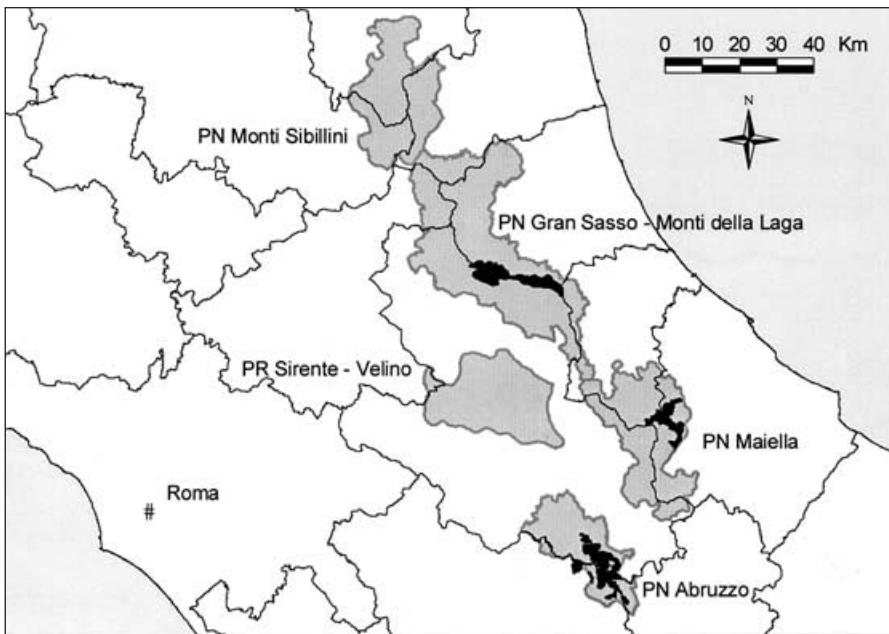 0 10 20 30 40 Km
N
PN Monti Sibillini
PN Gran Sasso - Monti della Laga
PR Sirente - Velino
PN Maiella
Roma
#
PN Abruzzo